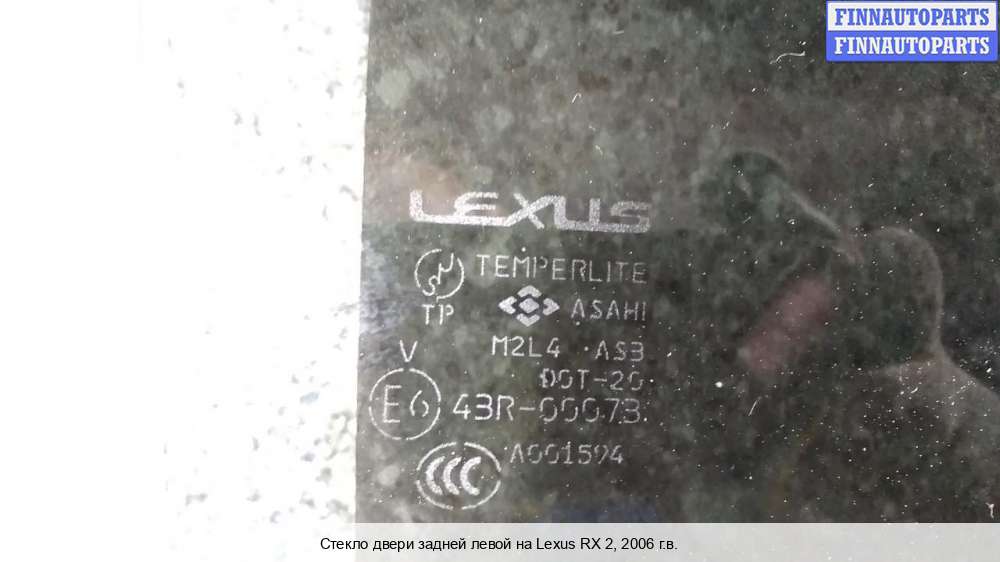 FINNAUTOPARTS
FINNAUTOPARTS
LEXUS
TEMPERLITE
TP
ASAHI
M2L4 · AS3
V
DOT-20
E6 43R-00073
A001594
CCC
Стекло двери задней левой на Lexus RX 2, 2006 г.в.